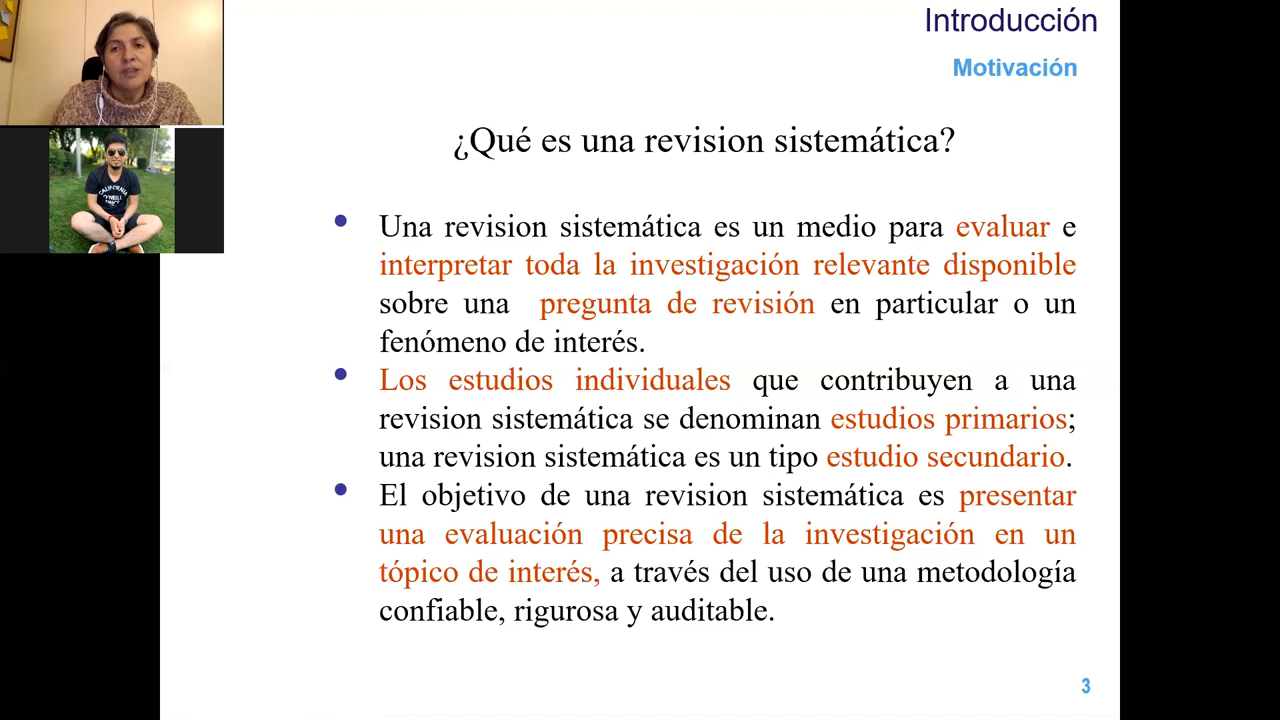 Introducción
Motivación
¿Qué es una revision sistemática?
Una revision sistemática es un medio para evaluar e
interpretar toda la investigación relevante disponible
sobre una pregunta de revisión en particular o un
fenómeno de interés.
Los estudios individuales que contribuyen a una
revision sistemática se denominan estudios primarios;
una revision sistemática es un tipo estudio secundario.
El objetivo de una revision sistemática es presentar
una evaluación precisa de la investigación en un
tópico de interés, a través del uso de una metodología
confiable, rigurosa y auditable.
3
CALIFORNIA
O'NEILL